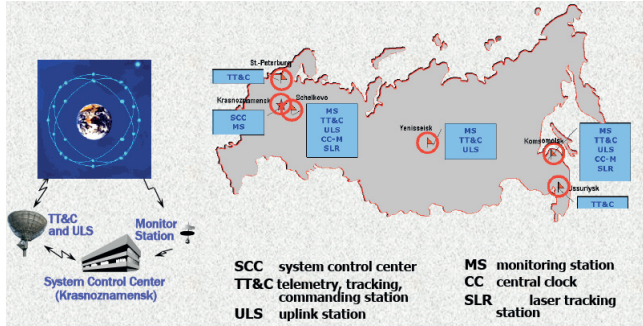 St.-Peterburg
TT&C
Krasnoznamensk
Schelkovo
SCC
MS
MS
TT&C
ULS
CC-M
SLR
Yenisseisk
MS
TT&C
ULS
Komsomolsk
MS
TT&C
ULS
CC-M
SLR
Ussuriysk
TT&C
TT&C
and ULS
Monitor
Station
System Control Center
(Krasnoznamensk)
SCC system control center
TT&C telemetry, tracking,
commanding station
ULS uplink station
MS monitoring station
CC central clock
SLR laser tracking
station